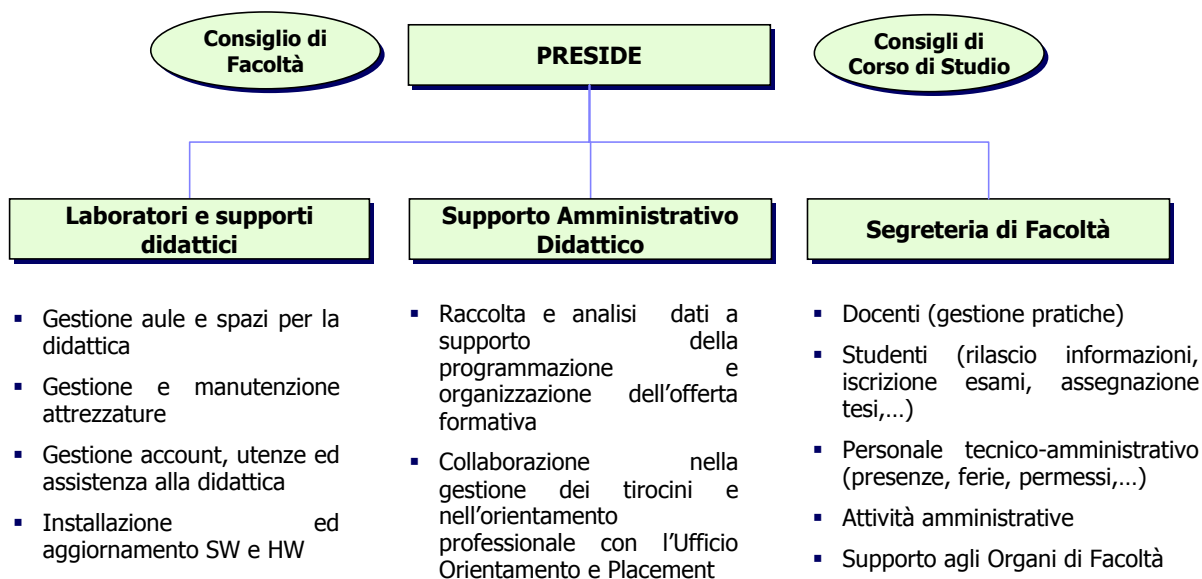 Consiglio di
Facoltà
PRESIDE
Consigli di
Corso di Studio
Laboratori e supporti
didattici
Supporto Amministrativo
Didattico
Segreteria di Facoltà
▪ Gestione aule e spazi per la
didattica
▪ Gestione e manutenzione
attrezzature
▪ Gestione account, utenze ed
assistenza alla didattica
▪ Installazione ed
aggiornamento SW e HW
▪ Raccolta e analisi dati a
supporto della
programmazione e
organizzazione dell’offerta
formativa
▪ Collaborazione nella
gestione dei tirocini e
nell’orientamento
professionale con l’Ufficio
Orientamento e Placement
▪ Docenti (gestione pratiche)
▪ Studenti (rilascio informazioni,
iscrizione esami, assegnazione
tesi,…)
▪ Personale tecnico-amministrativo
(presenze, ferie, permessi,…)
▪ Attività amministrative
▪ Supporto agli Organi di Facoltà